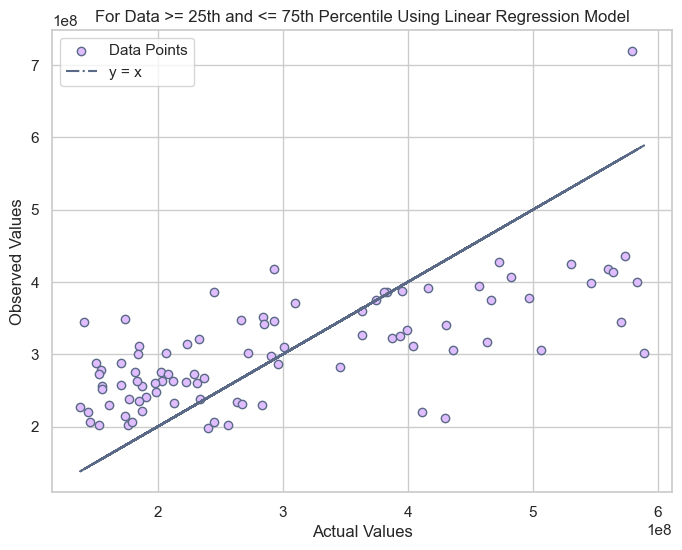 For Data >= 25th and <= 75th Percentile Using Linear Regression Model
1e8
Data Points
y = x
7
6
5
4
3
2
Observed Values
2 3 4 5 6
1e8
Actual Values